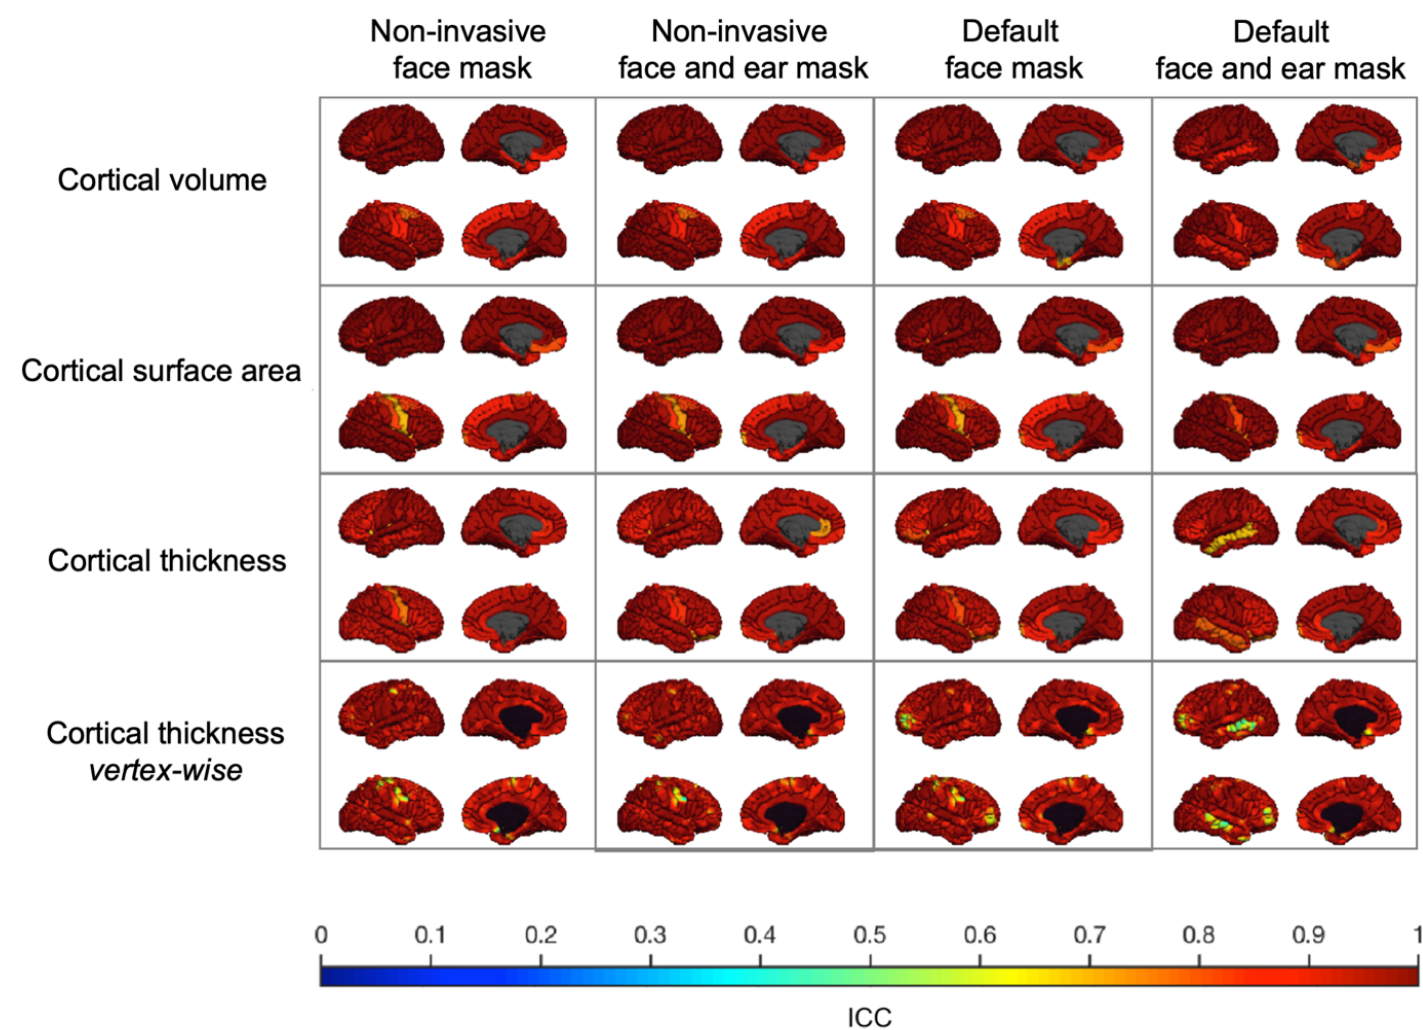 Non-invasive
face mask
Non-invasive
face and ear mask
Default
face mask
Default
face and ear mask
Cortical volume
Cortical surface area
Cortical thickness
Cortical thickness
vertex-wise
0 0.1 0.2 0.3 0.4 0.5 0.6 0.7 0.8 0.9 1
ICC